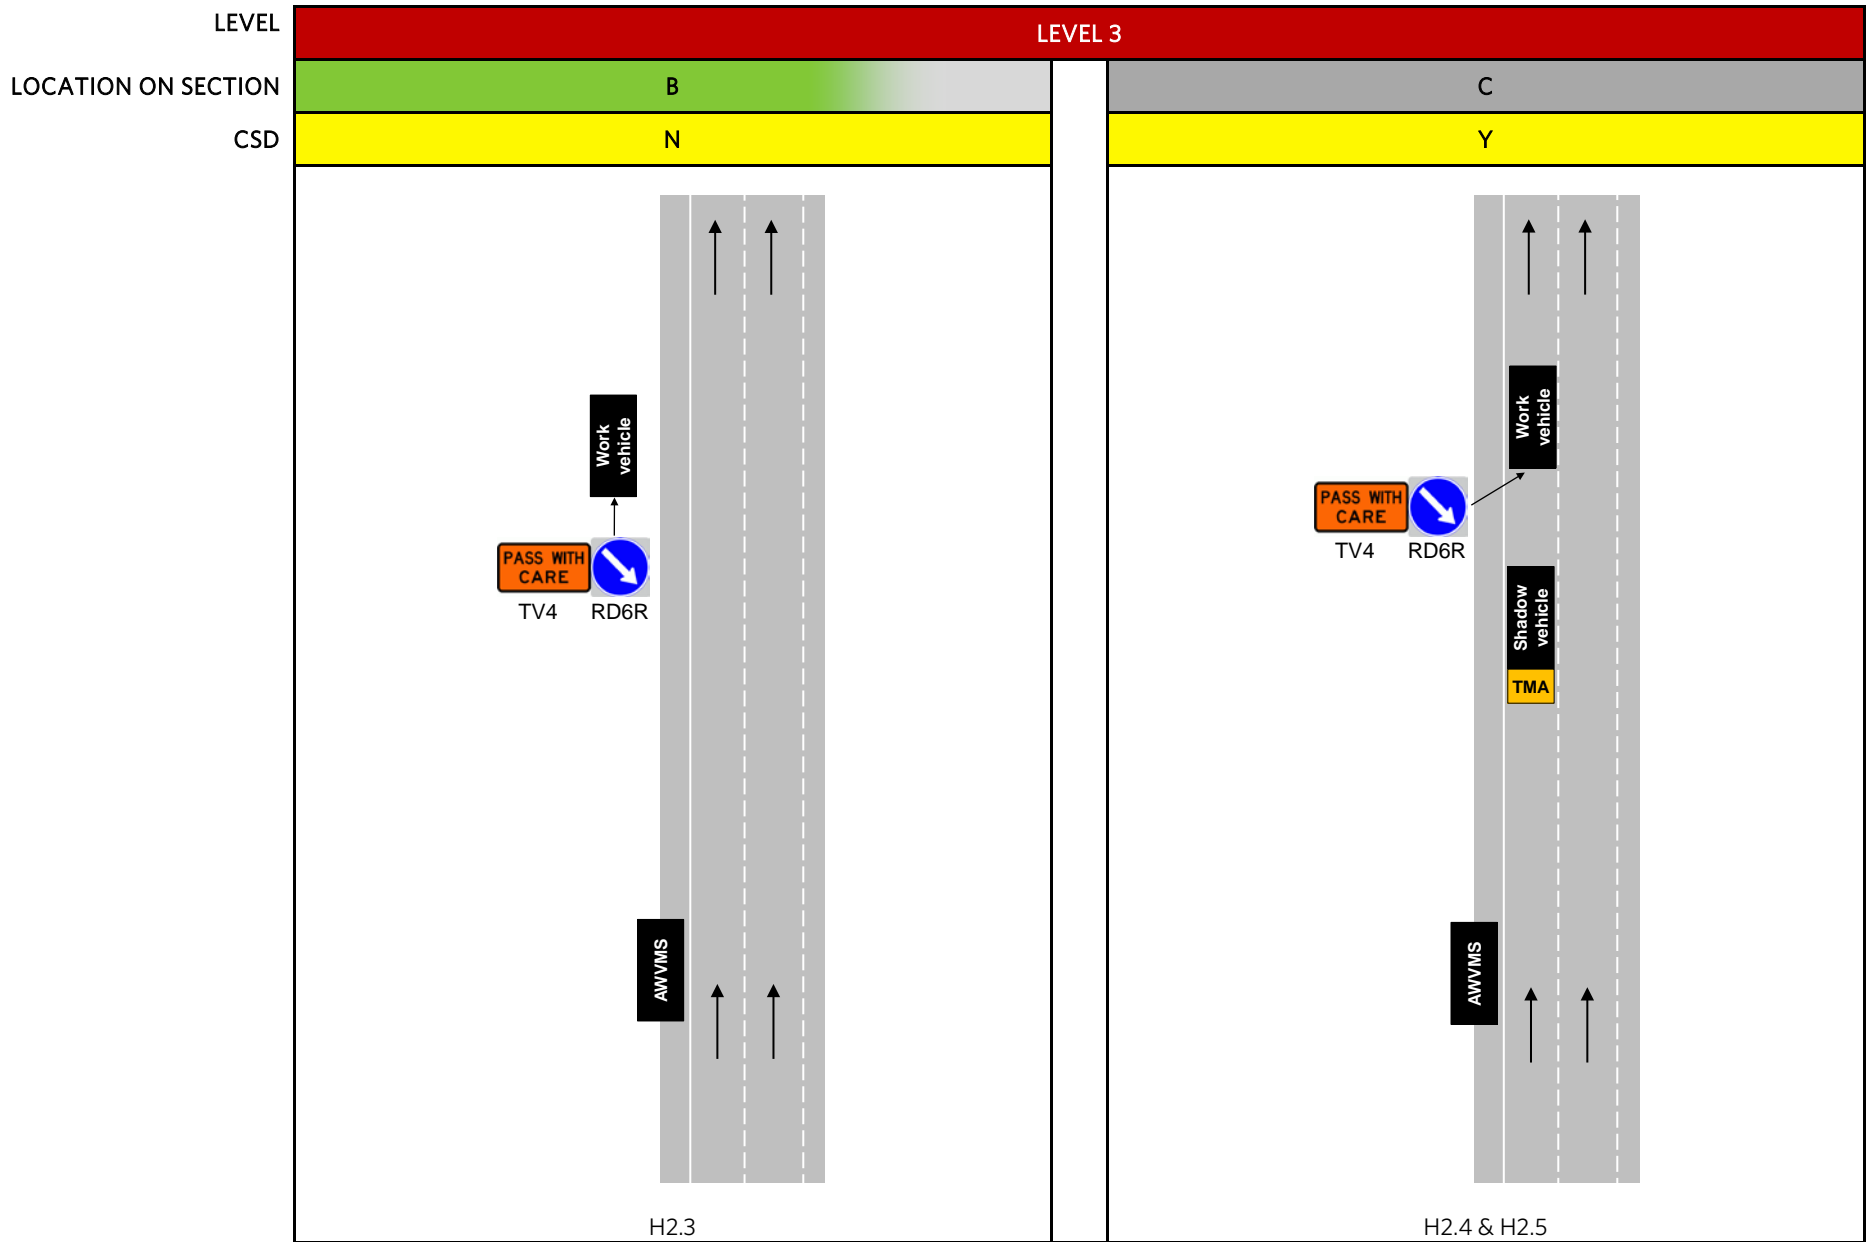 LEVEL
LEVEL 3
LOCATION ON SECTION
B
C
CSD
N
Y
Work
vehicle
PASS WITH
CARE
TV4
RD6R
AWVMS
H2.3
Work
vehicle
PASS WITH
CARE
TV4
RD6R
Shadow
vehicle
TMA
AWVMS
H2.4 & H2.5